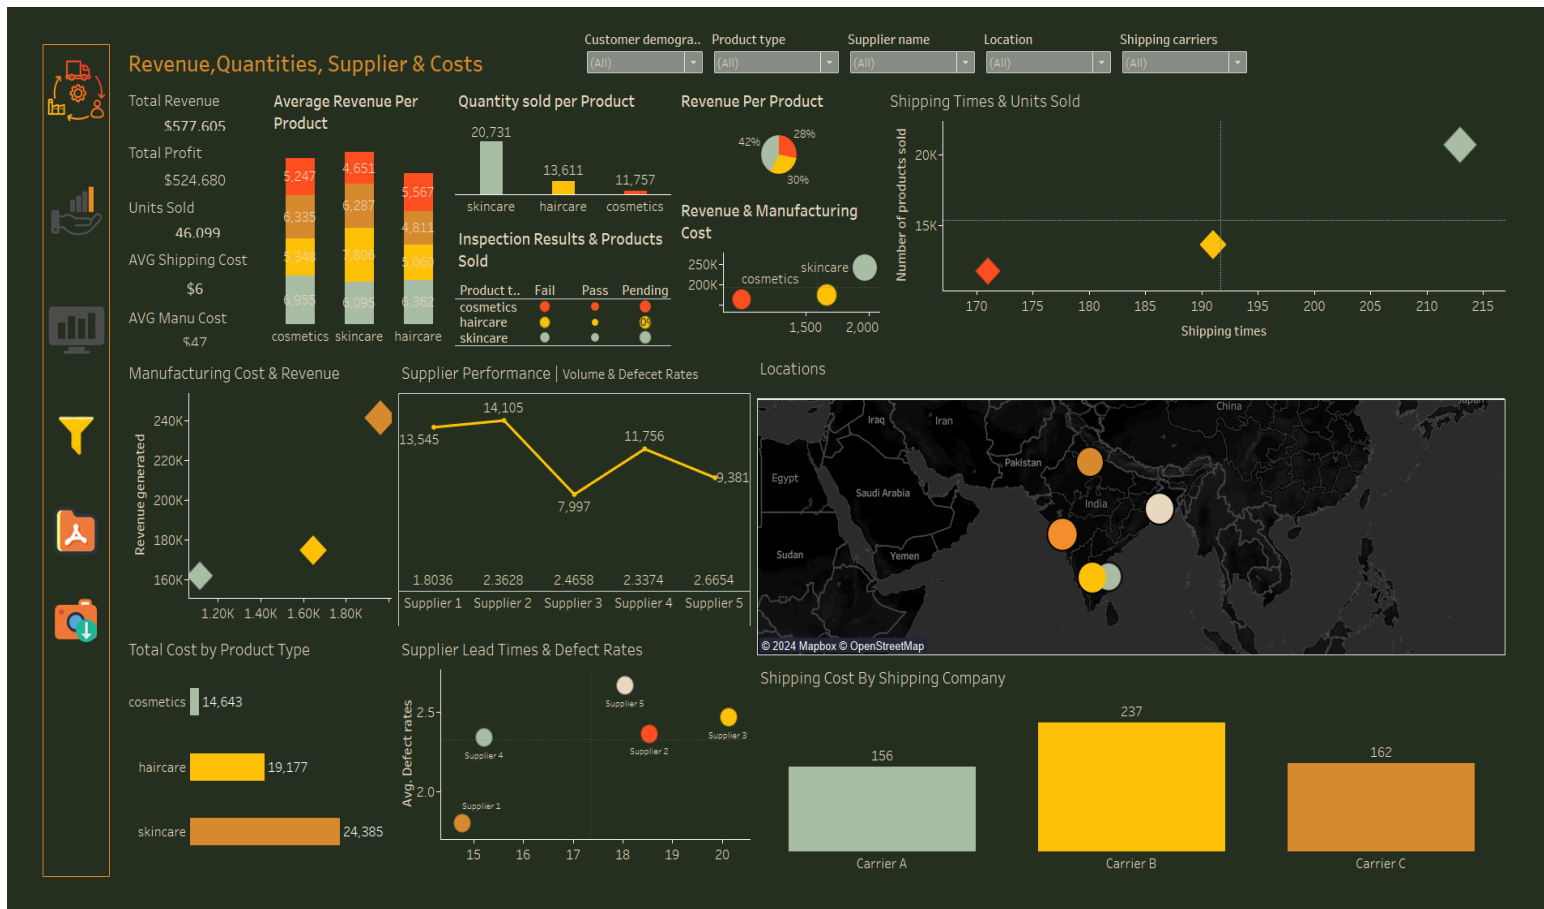 Revenue,Quantities, Supplier & Costs
Customer demogra..
Product type
Supplier name
Location
Shipping carriers
(All)
(All)
(All)
(All)
(All)
Total Revenue
$577.605
Total Profit
$524.680
Units Sold
46.099
AVG Shipping Cost
$6
AVG Manu Cost
$47
Average Revenue Per
Product
5,247
6,335
5,348
6,955
4,651
6,287
7,806
6,095
5,567
4,811
5,060
6,362
cosmetics
skincare
haircare
Quantity sold per Product
20,731
13,611
11,757
skincare
haircare
cosmetics
Inspection Results & Products
Sold
Product t..
Fail
Pass
Pending
cosmetics
haircare
skincare
Revenue Per Product
42%
28%
30%
Revenue & Manufacturing
Cost
250K
200K
skincare
cosmetics
1,500
2,000
Shipping Times & Units Sold
Number of products sold
20K
15K
170
175
180
185
190
195
200
205
210
215
Shipping times
Manufacturing Cost & Revenue
Revenue generated
240K
220K
200K
180K
160K
1.20K
1.40K
1.60K
1.80K
Supplier Performance | Volume & Defecet Rates
13,545
14,105
7,997
11,756
9,381
1.8036
2.3628
2.4658
2.3374
2.6654
Supplier 1
Supplier 2
Supplier 3
Supplier 4
Supplier 5
Locations
China
Japan
Iraq
Iran
Pakistan
Egypt
Saudi Arabia
India
Sudan
Yemen
© 2024 Mapbox © OpenStreetMap
Total Cost by Product Type
cosmetics
14,643
haircare
19,177
skincare
24,385
Supplier Lead Times & Defect Rates
Avg. Defect rates
2.5
2.0
Supplier 5
Supplier 3
Supplier 2
Supplier 4
Supplier 1
15
16
17
18
19
20
Shipping Cost By Shipping Company
156
237
162
Carrier A
Carrier B
Carrier C